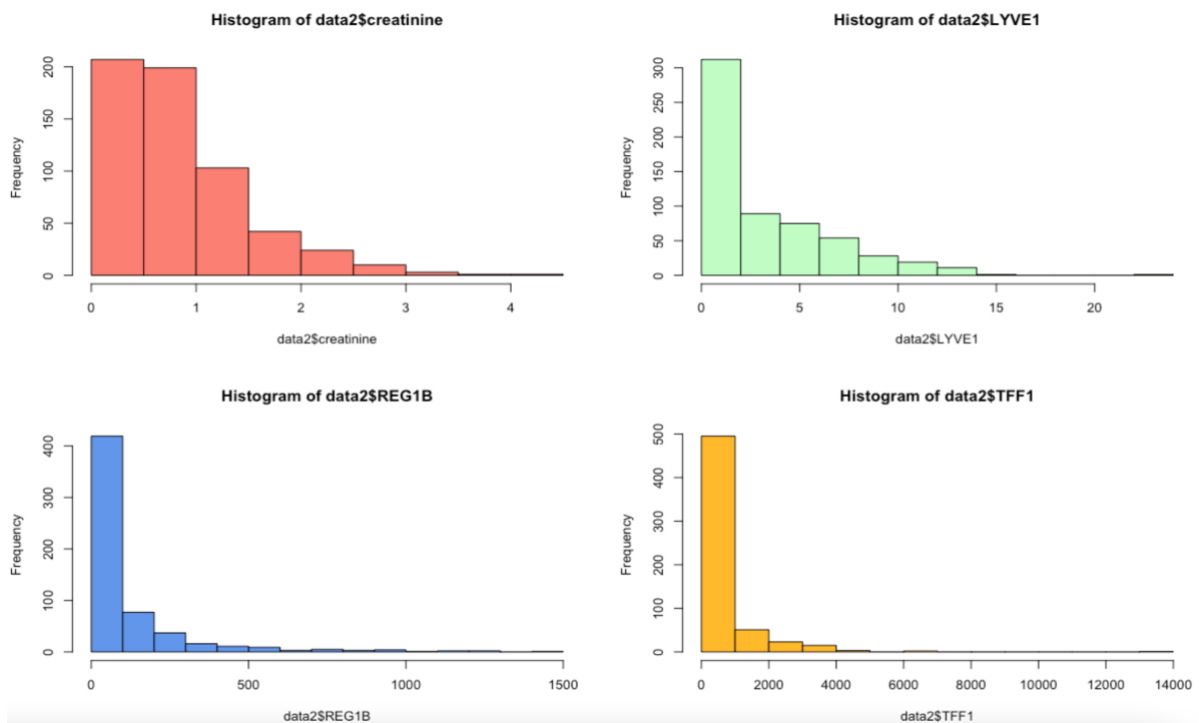 Histogram of data2$creatinine
Frequency
0 50 100 150 200
0 1 2 3 4
data2$creatinine
Histogram of data2$LYVE1
Frequency
0 50 100 150 200 250 300
0 5 10 15 20
data2$LYVE1
Histogram of data2$REG1B
Frequency
0 100 200 300 400
0 500 1000 1500
data2$REG1B
Histogram of data2$TFF1
Frequency
0 100 200 300 400 500
0 2000 4000 6000 8000 10000 12000 14000
data2$TFF1